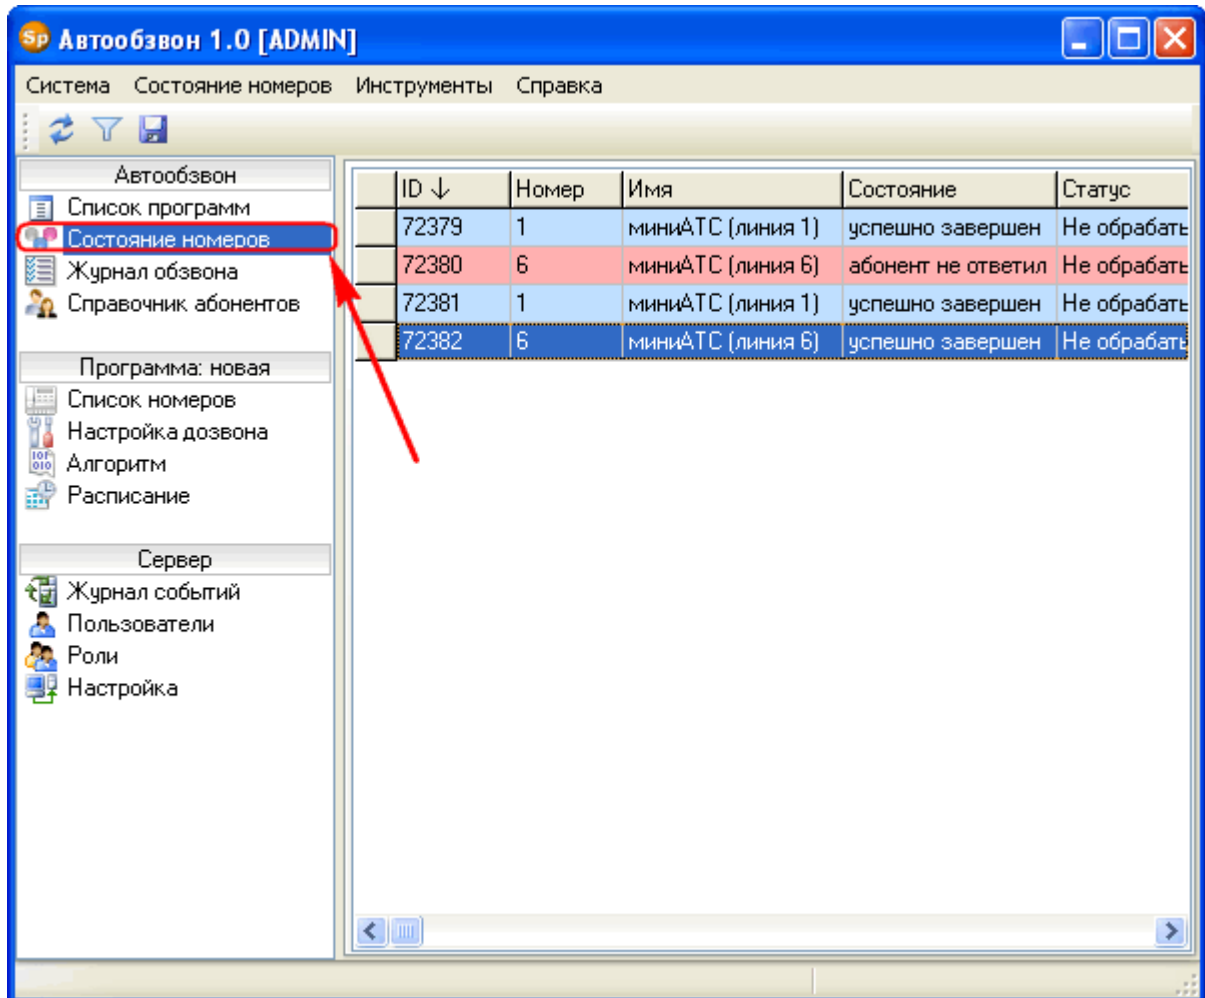 Sp Автообзвон 1.0 [ADMIN]
Система Состояние номеров Инструменты Справка
Автообзвон
Список программ
Состояние номеров
Журнал обзвона
Справочник абонентов
Программа: новая
Список номеров
Настройка дозвона
Алгоритм
Расписание
Сервер
Журнал событий
Пользователи
Роли
Настройка
ID Номер Имя Состояние Статус
72379 1 миниАТС (линия 1) успешно завершен Не обрабать
72380 6 миниАТС (линия 6) абонент не ответил Не обрабать
72381 1 миниАТС (линия 1) успешно завершен Не обрабать
72382 6 миниАТС (линия 6) успешно завершен Не обрабать